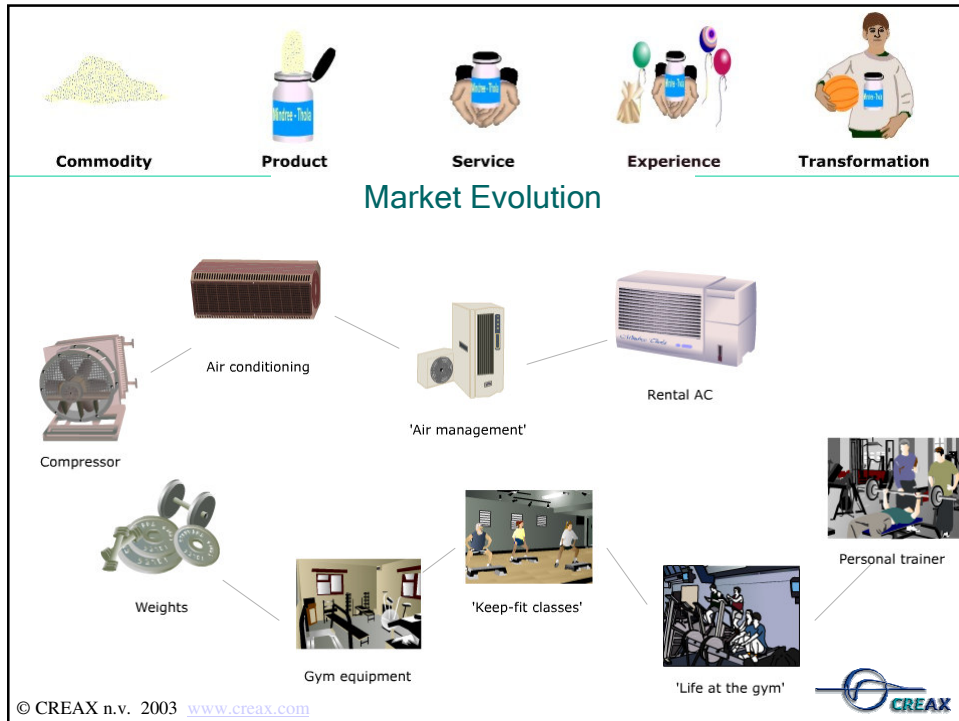 Commodity
Product
Service
Experience
Transformation
Market Evolution
Air conditioning
Rental AC
'Air management'
Compressor
Personal trainer
Weights
'Keep-fit classes'
Gym equipment
'Life at the gym'
© CREAX n.v. 2003 www.creax.com
CREAX